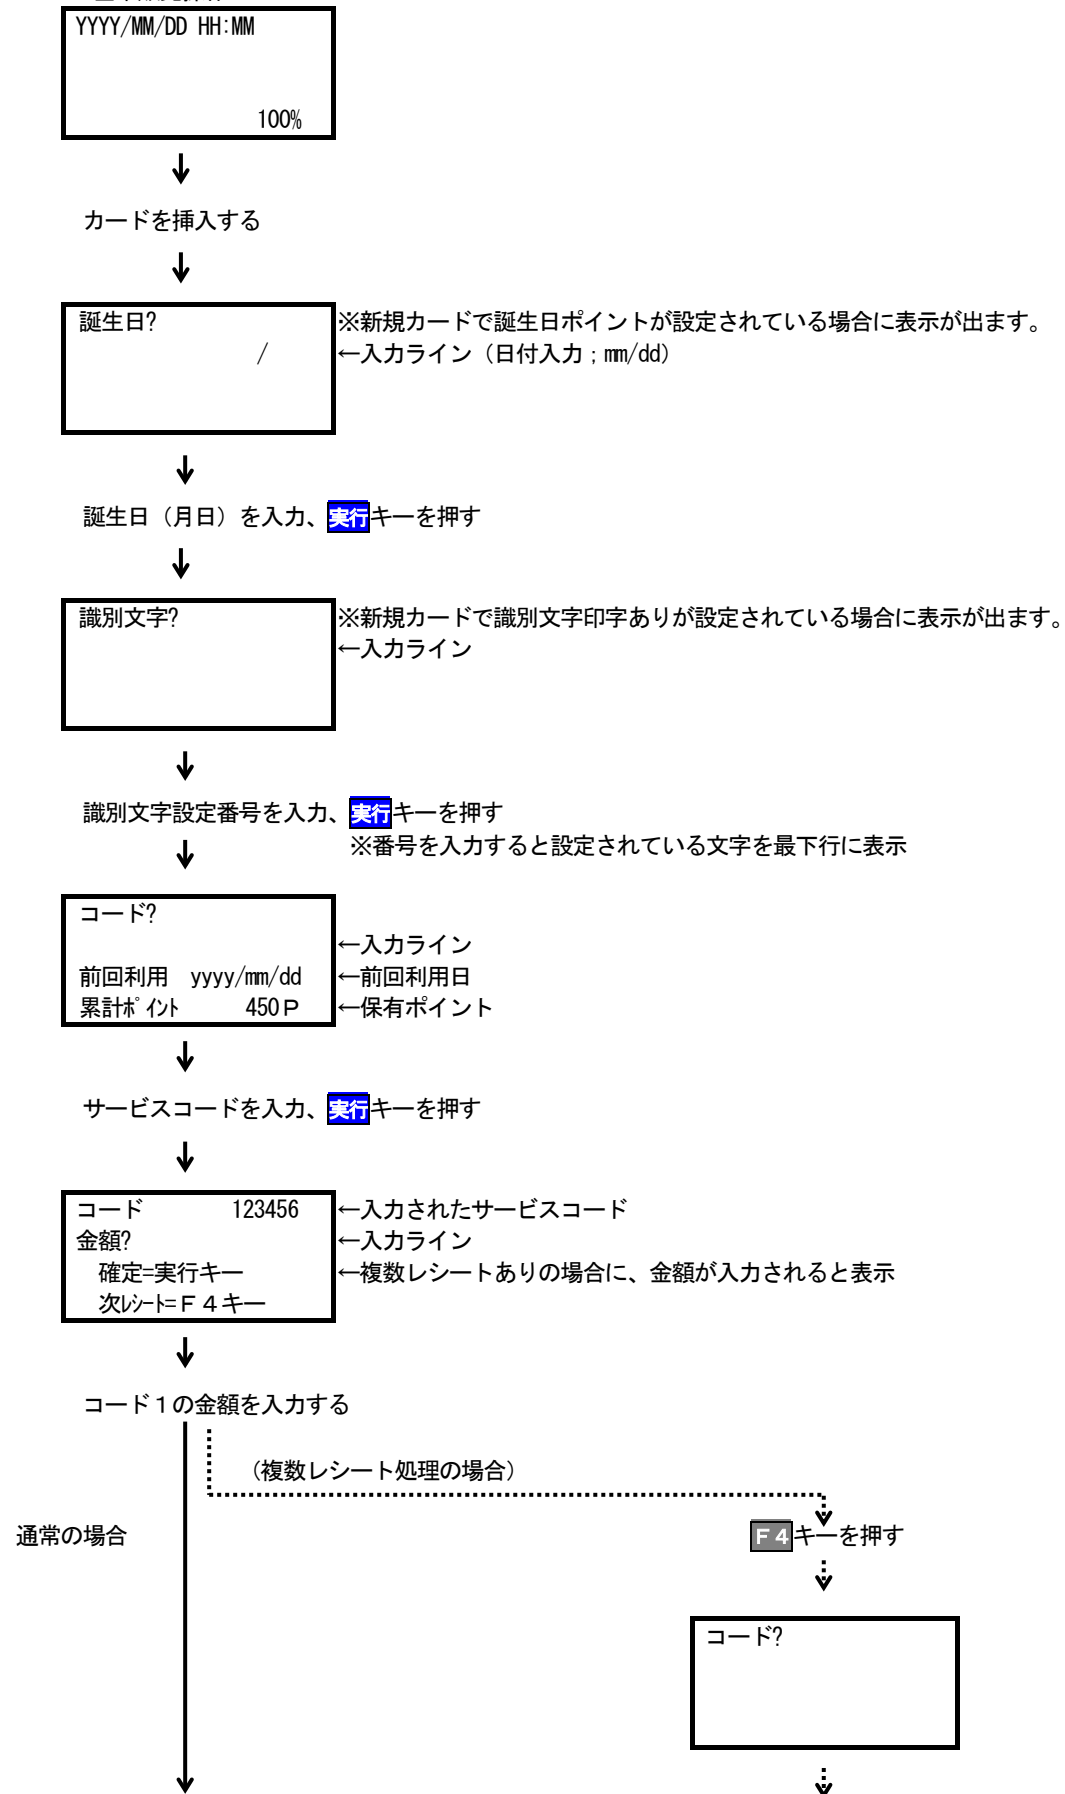 YYYY/MM/DD HH:MM
100%
カードを挿入する
誕生日?
※新規カードで誕生日ポイントが設定されている場合に表示が出ます。
/
←入力ライン（日付入力；mm/dd）
誕生日（月日）を入力、実行キーを押す
識別文字?
※新規カードで識別文字印字ありが設定されている場合に表示が出ます。
←入力ライン
識別文字設定番号を入力、実行キーを押す
※番号を入力すると設定されている文字を最下行に表示
コード?
←入力ライン
前回利用 yyyy/mm/dd ←前回利用日
累計ﾎﾟｲﾝﾄ 450Ｐ ←保有ポイント
サービスコードを入力、実行キーを押す
コード 123456 ←入力されたサービスコード
金額? ←入力ライン
確定=実行キー ←複数レシートありの場合に、金額が入力されると表示
次ﾚｼｰﾄ=Ｆ４キー
コード１の金額を入力する
（複数レシート処理の場合）
通常の場合
Ｆ４キーを押す
コード?